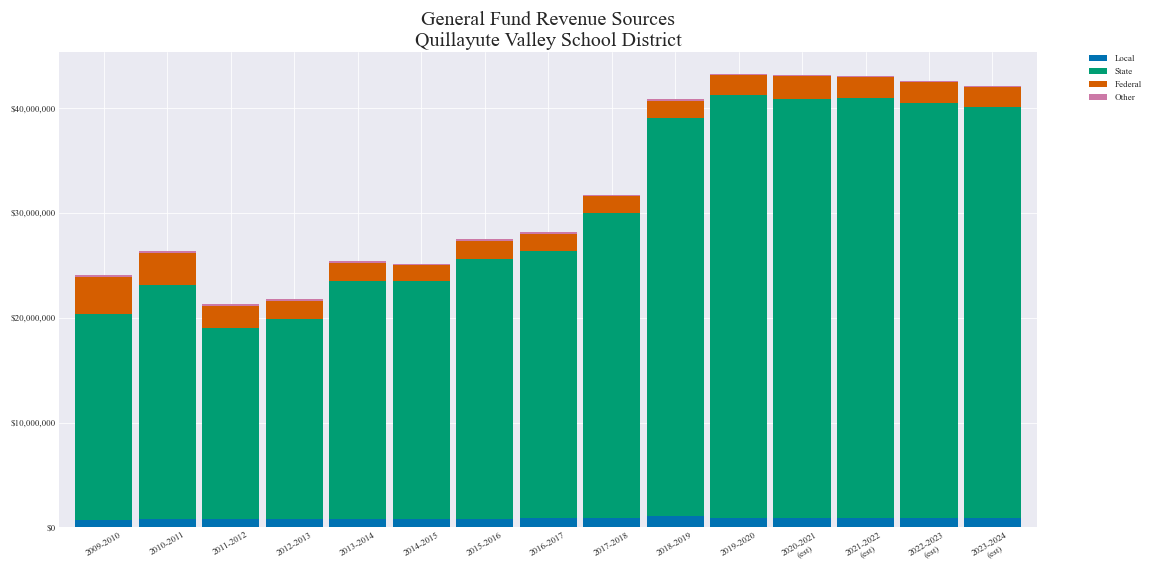 General Fund Revenue Sources
Quillayute Valley School District
Local
State
Federal
Other
$40,000,000
$30,000,000
$20,000,000
$10,000,000
$0
2009-2010
2010-2011
2011-2012
2012-2013
2013-2014
2014-2015
2015-2016
2016-2017
2017-2018
2018-2019
2019-2020
2020-2021
(est)
2021-2022
(est)
2022-2023
(est)
2023-2024
(est)